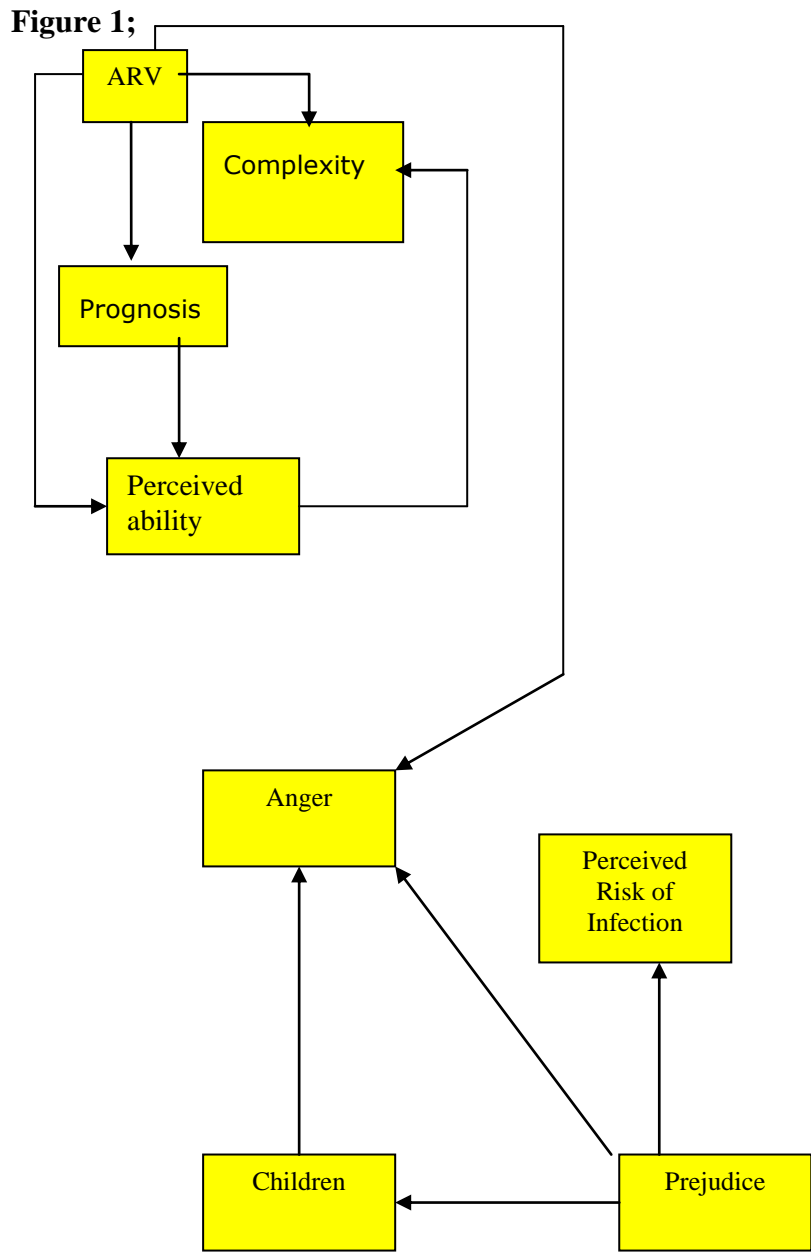 Figure 1;
ARV
Complexity
Prognosis
Perceived
ability
Anger
Perceived
Risk of
Infection
Children
Prejudice